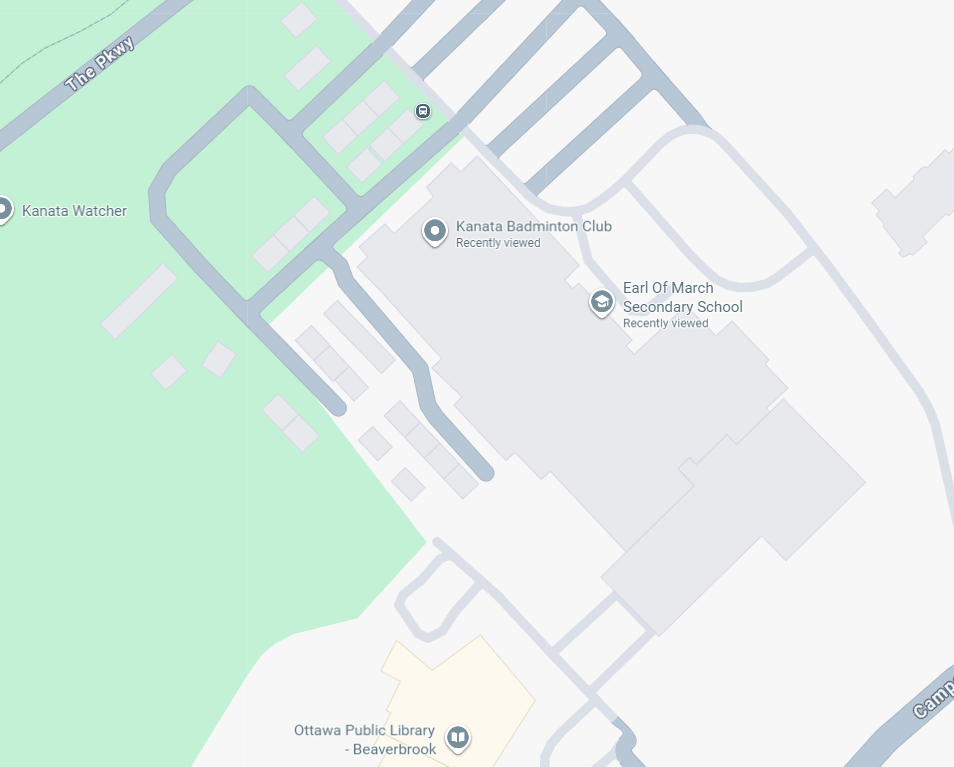 The Pkwy
Kanata Watcher
Kanata Badminton Club
Recently viewed
Earl Of March
Secondary School
Recently viewed
Ottawa Public Library
- Beaverbrook
Camp